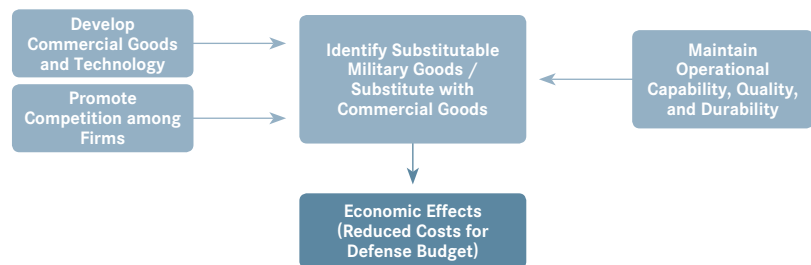 Develop
Commercial Goods
and Technology
Promote
Competition among
Firms
Identify Substitutable
Military Goods /
Substitute with
Commercial Goods
Maintain
Operational
Capability, Quality,
and Durability
Economic Effects
(Reduced Costs for
Defense Budget)